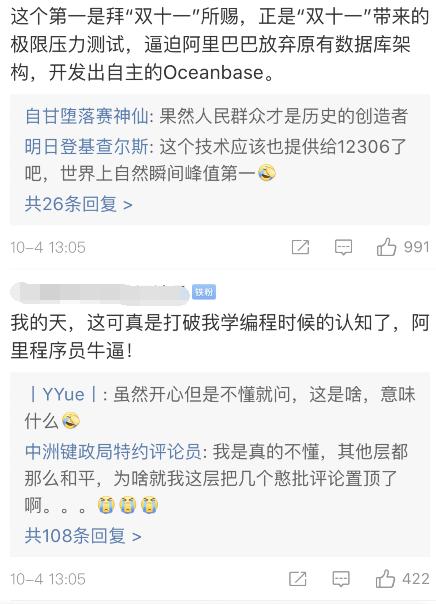 这个第一是拜“双十一”所赐，正是“双十一”带来的
极限压力测试，逼迫阿里巴巴放弃原有数据库架
构，开发出自主的Oceanbase。
自甘堕落赛神仙: 果然人民群众才是历史的创造者
明日登基查尔斯: 这个技术应该也提供给12306了
吧，世界上自然瞬间峰值第一🤣
共26条回复 >
10-4 13:05 991
铁粉
我的天，这可真是打破我学编程时候的认知了，阿
里程序员牛逼！
丨YYue丨: 虽然开心但是不懂就问，这是啥，意味
什么🤣
中洲键政局特约评论员: 我是真的不懂，其他层都
那么和平，为啥就我这层把几个憨批评论置顶了
啊。。。😭😭😭
共108条回复 >
10-4 13:05 422